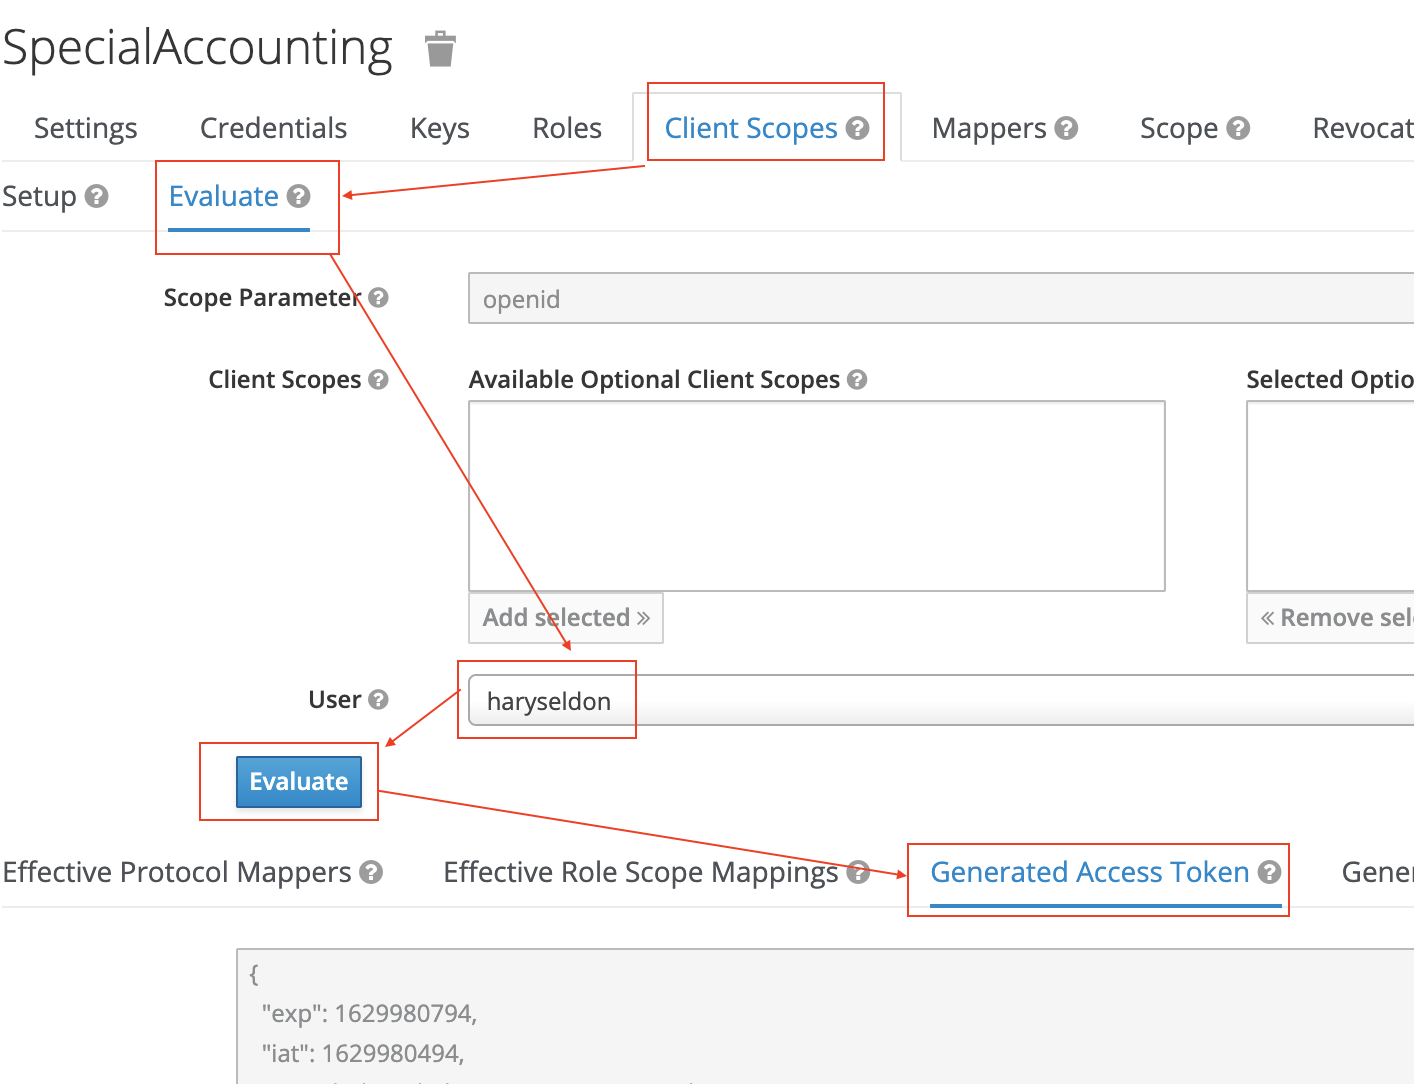 SpecialAccounting
Settings Credentials Keys Roles Client Scopes ? Mappers ? Scope ? Revocat
Setup ? Evaluate ?
Scope Parameter ? openid
Client Scopes ? Available Optional Client Scopes ? Selected Optio
Add selected » « Remove sel
User ? haryseldon
Evaluate
Effective Protocol Mappers ? Effective Role Scope Mappings ? Generated Access Token ? Gener
{
"exp": 1629980794,
"iat": 1629980494,